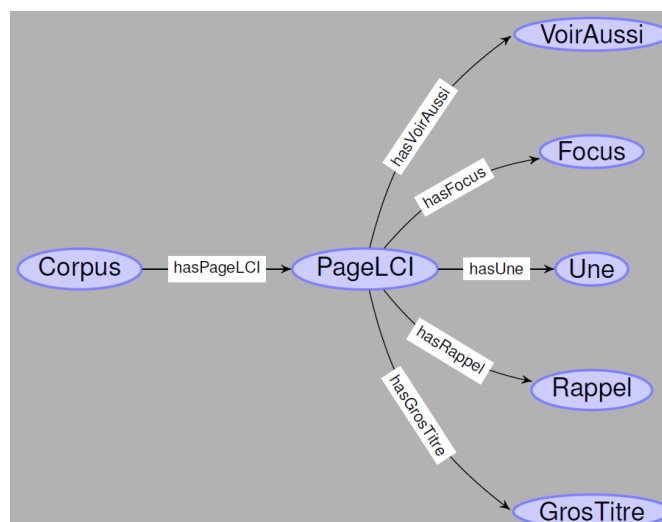 VoirAussi
hasVoirAussi
Focus
hasFocus
Corpus
hasPageLCI
PageLCI
hasUne
Une
hasRappel
Rappel
hasGrosTitre
GrosTitre